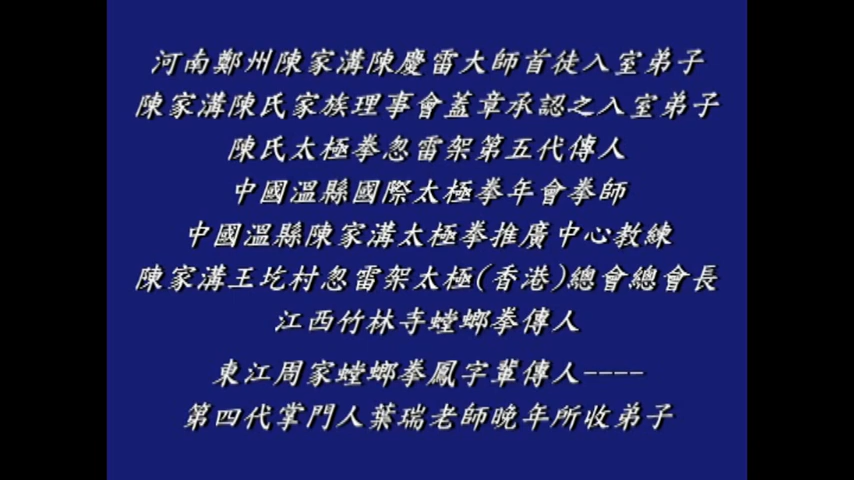 河南鄭州陳家溝陳慶雷大師首徒入室弟子
陳家溝陳氏家族理事會蓋章承認之入室弟子
陳氏太極拳忽雷架第五代傳人
中國溫縣國際太極拳年會拳師
中國溫縣陳家溝太極拳推廣中心教練
陳家溝王圪村忽雷架太極(香港)總會總會長
江西竹林寺螳螂拳傳人
東江周家螳螂拳鳳字輩傳人----
第四代掌門人葉瑞老師晚年所收弟子